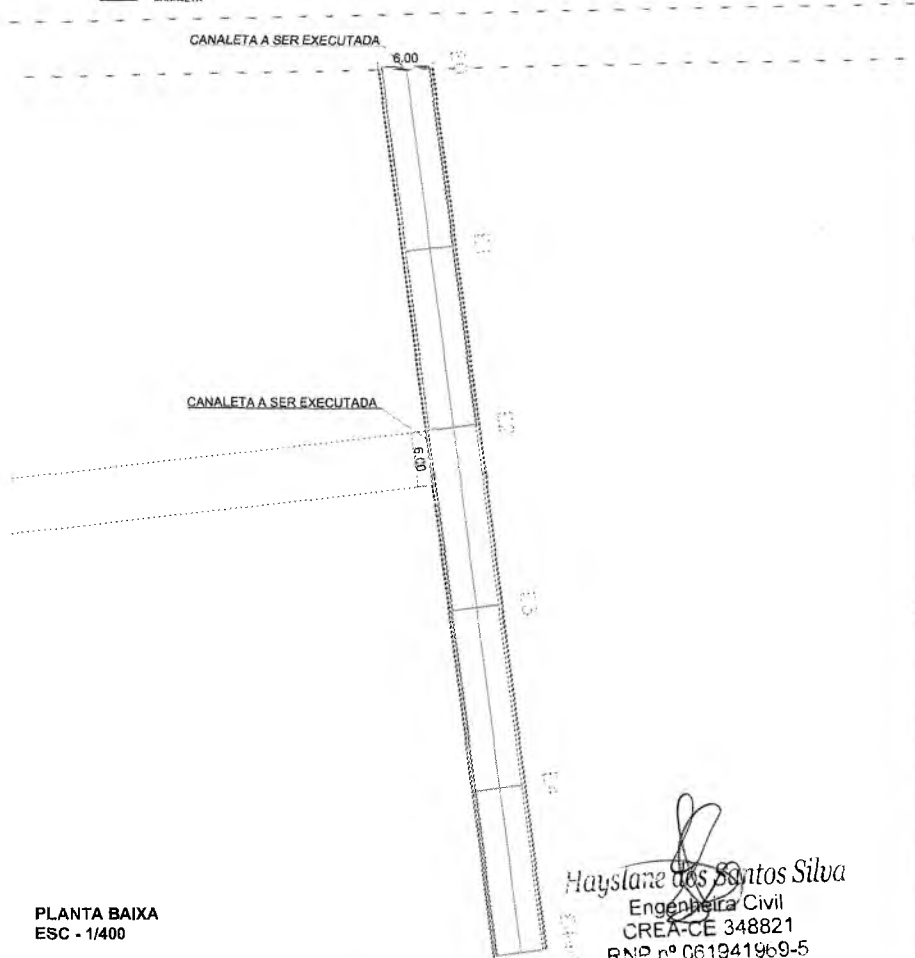 CANALETA A SER EXECUTADA
6,00
CANALETA A SER EXECUTADA
6,00
PLANTA BAIXA
ESC - 1/400
Hayslane dos Santos Silva
Engenheira Civil
CREA-CE 348821
RNP nº 061941969-5